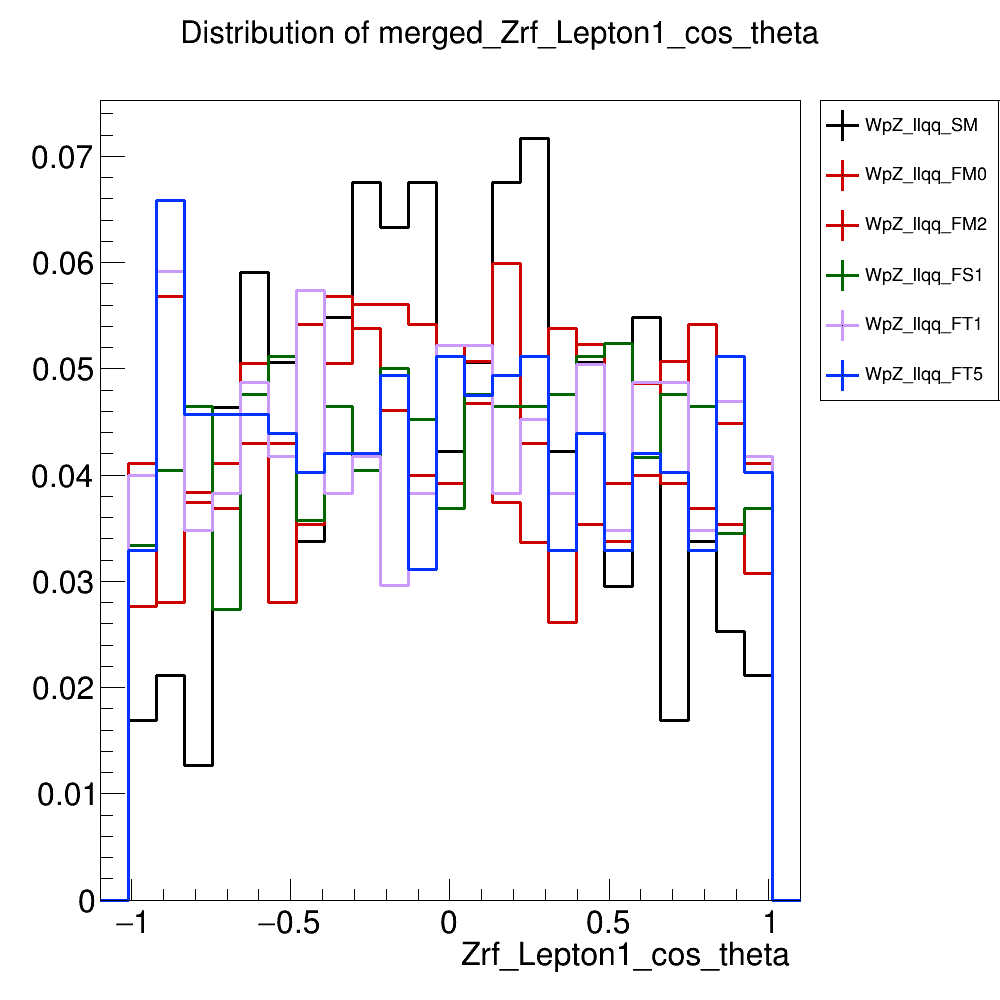 Distribution of merged_Zrf_Lepton1_cos_theta
WpZ_llqq_SM
WpZ_llqq_FM0
WpZ_llqq_FM2
WpZ_llqq_FS1
WpZ_llqq_FT1
WpZ_llqq_FT5
0.07
0.06
0.05
0.04
0.03
0.02
0.01
0
−1
−0.5
0
0.5
1
Zrf_Lepton1_cos_theta